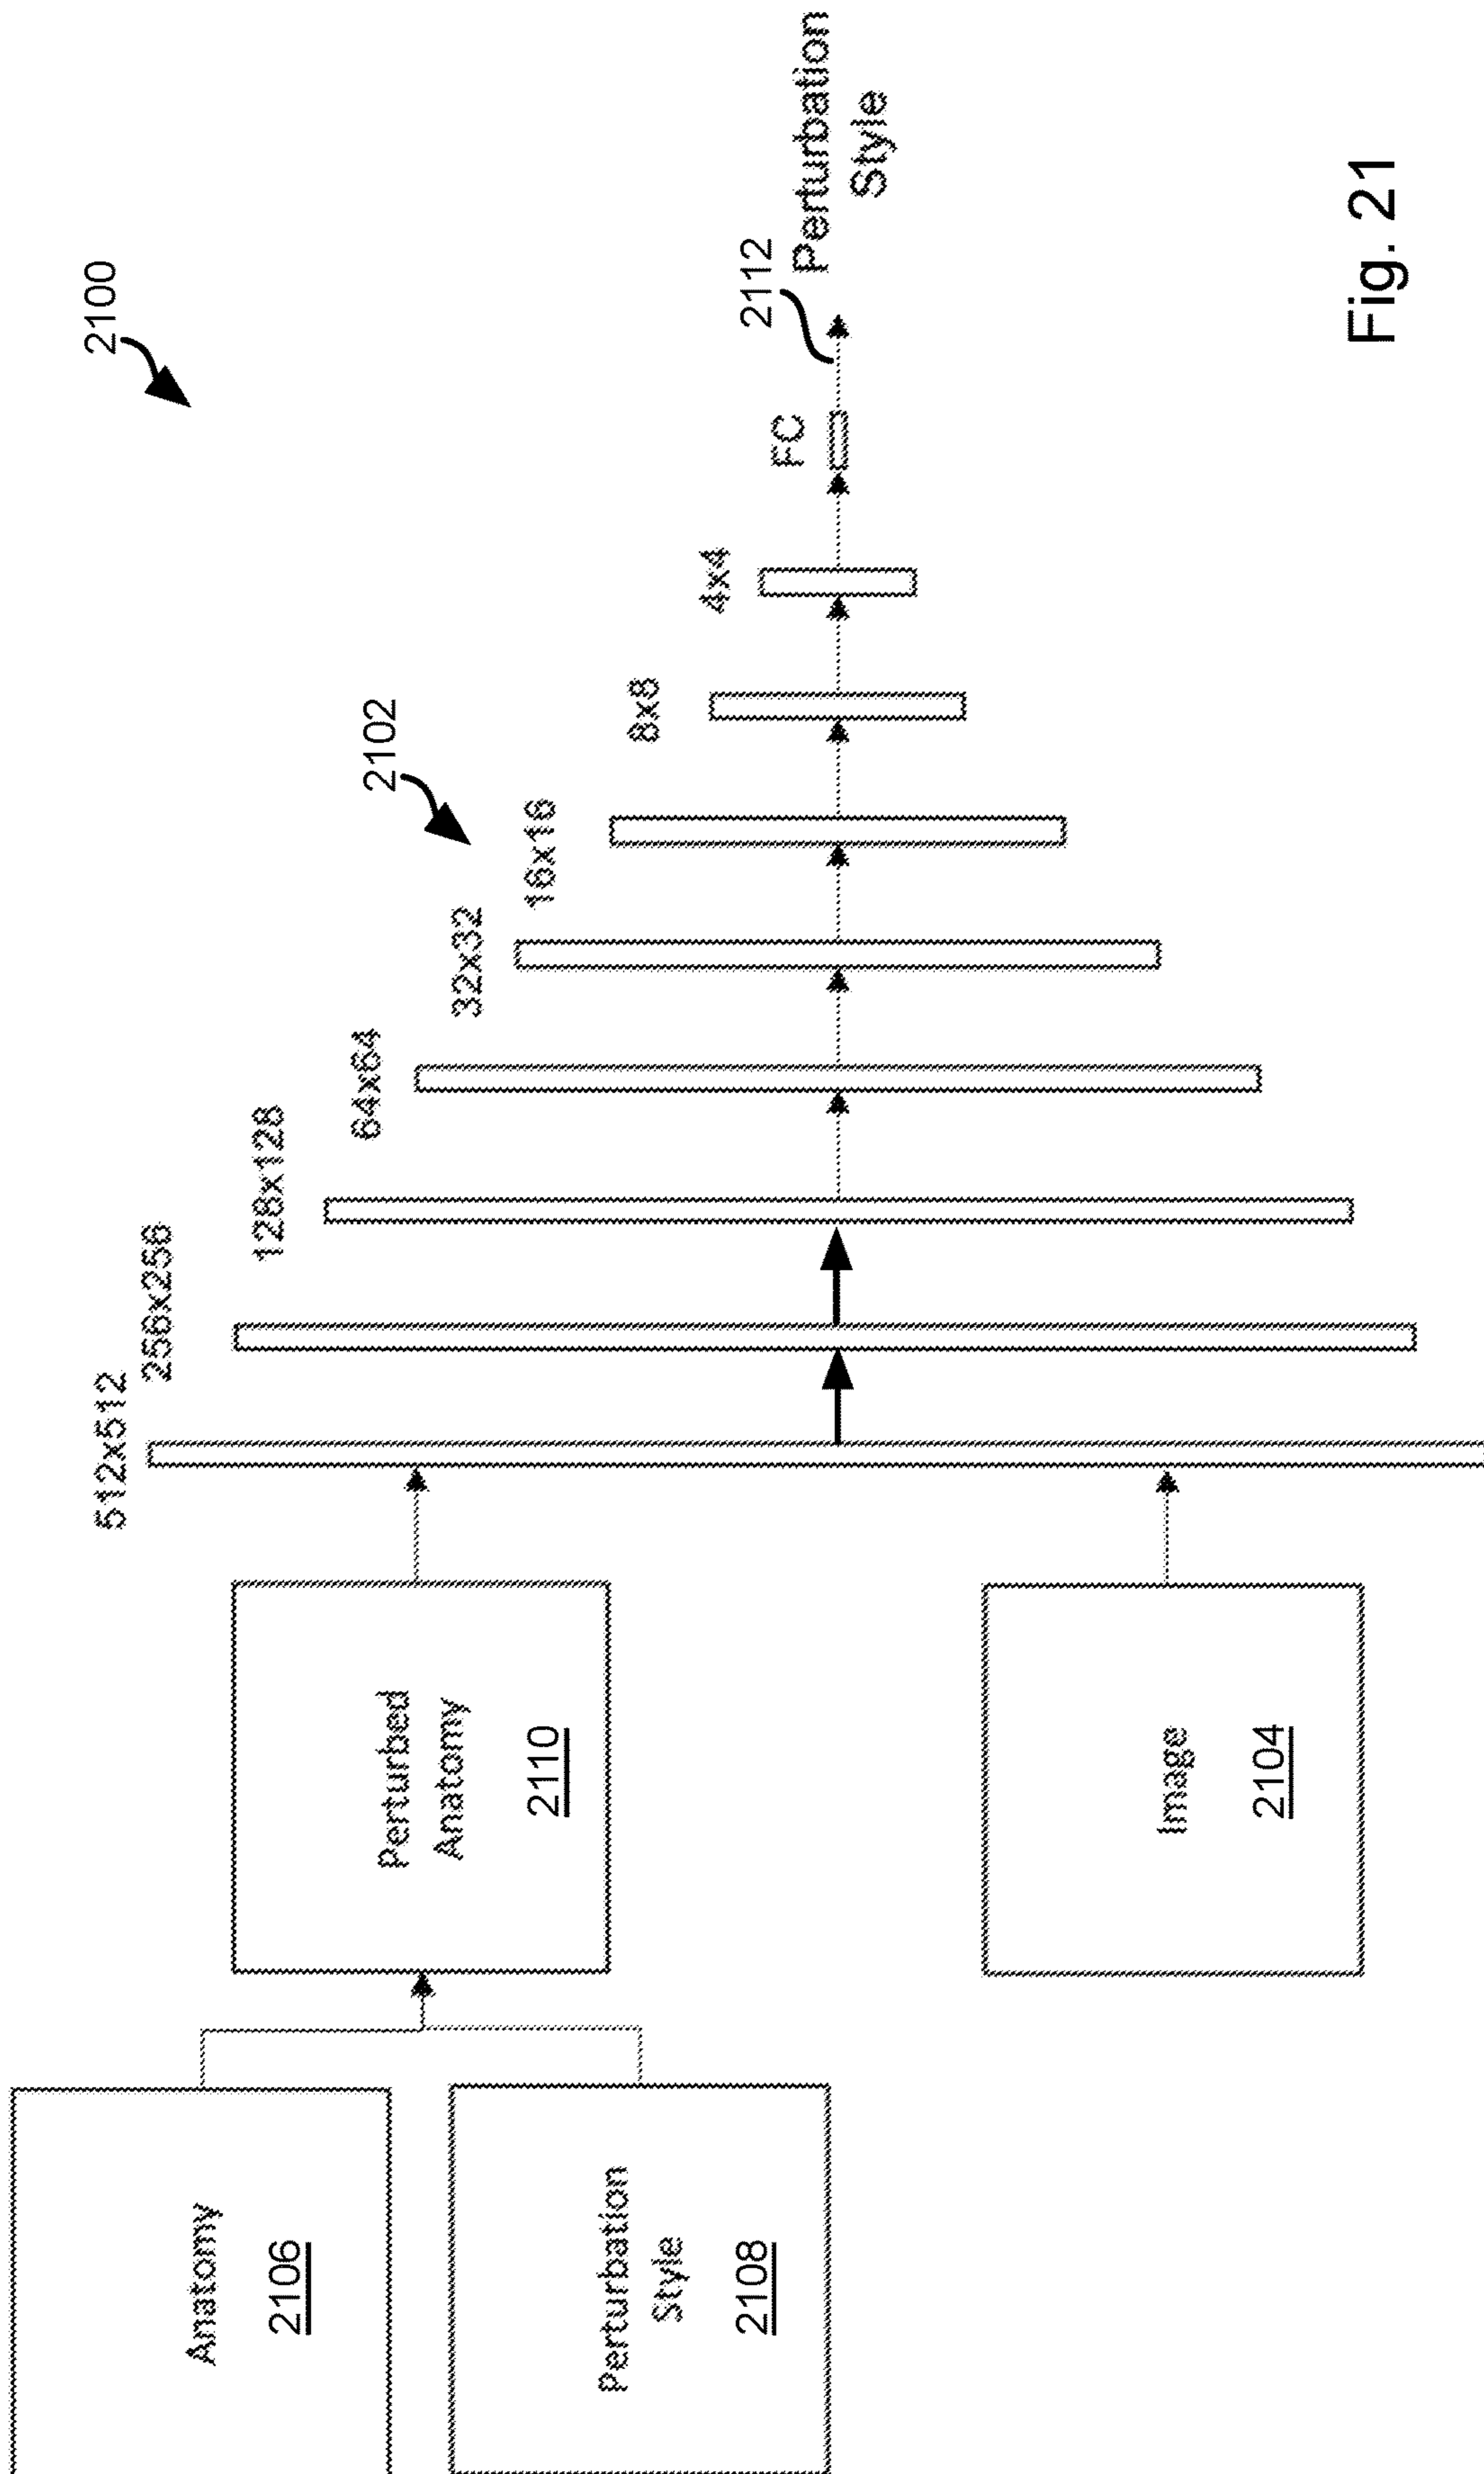 2100
512x512
256x256
128x128
64x64
32x32
2102
16x16
8x8
4x4
FC
2112
Perturbation
Style
Anatomy
2106
Perturbation
Style
2108
Perturbed
Anatomy
2110
Image
2104
Fig. 21